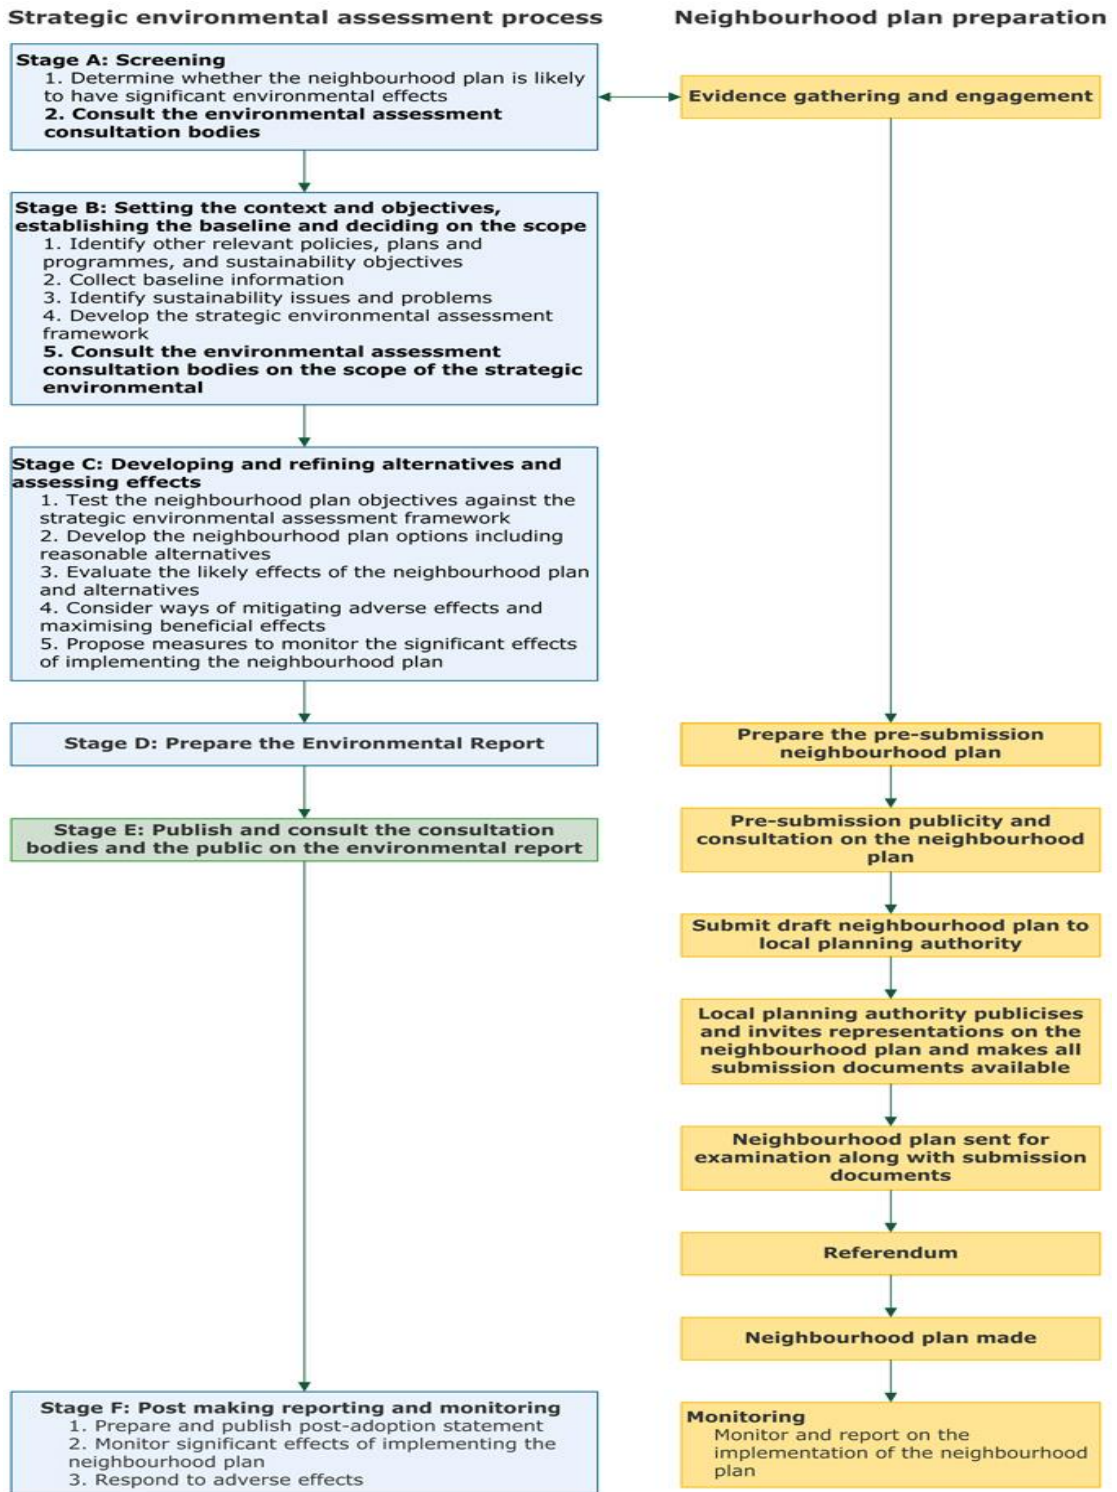 Strategic environmental assessment process
Neighbourhood plan preparation
Stage A: Screening
1. Determine whether the neighbourhood plan is likely
to have significant environmental effects
2. Consult the environmental assessment
consultation bodies
Evidence gathering and engagement
Stage B: Setting the context and objectives,
establishing the baseline and deciding on the scope
1. Identify other relevant policies, plans and
programmes, and sustainability objectives
2. Collect baseline information
3. Identify sustainability issues and problems
4. Develop the strategic environmental assessment
framework
5. Consult the environmental assessment
consultation bodies on the scope of the strategic
environmental
Stage C: Developing and refining alternatives and
assessing effects
1. Test the neighbourhood plan objectives against the
strategic environmental assessment framework
2. Develop the neighbourhood plan options including
reasonable alternatives
3. Evaluate the likely effects of the neighbourhood plan
and alternatives
4. Consider ways of mitigating adverse effects and
maximising beneficial effects
5. Propose measures to monitor the significant effects
of implementing the neighbourhood plan
Stage D: Prepare the Environmental Report
Prepare the pre-submission
neighbourhood plan
Stage E: Publish and consult the consultation
bodies and the public on the environmental report
Pre-submission publicity and
consultation on the neighbourhood
plan
Submit draft neighbourhood plan to
local planning authority
Local planning authority publicises
and invites representations on the
neighbourhood plan and makes all
submission documents available
Neighbourhood plan sent for
examination along with submission
documents
Referendum
Neighbourhood plan made
Stage F: Post making reporting and monitoring
1. Prepare and publish post-adoption statement
2. Monitor significant effects of implementing the
neighbourhood plan
3. Respond to adverse effects
Monitoring
Monitor and report on the
implementation of the neighbourhood
plan